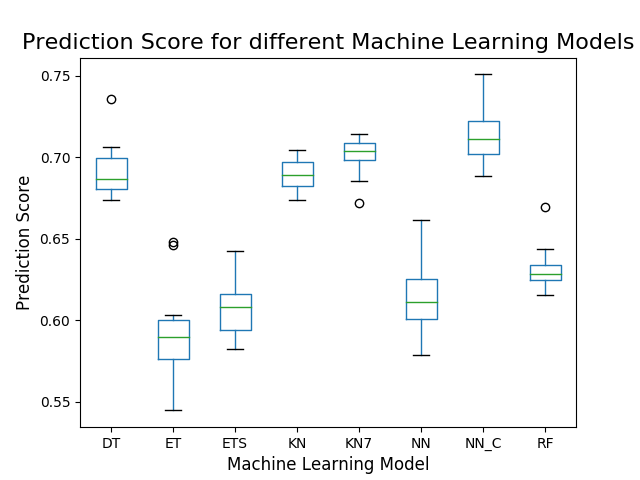 Prediction Score for different Machine Learning Models
0.75
0.70
0.65
0.60
0.55
Prediction Score
DT ET ETS KN KN7 NN NN_C RF
Machine Learning Model